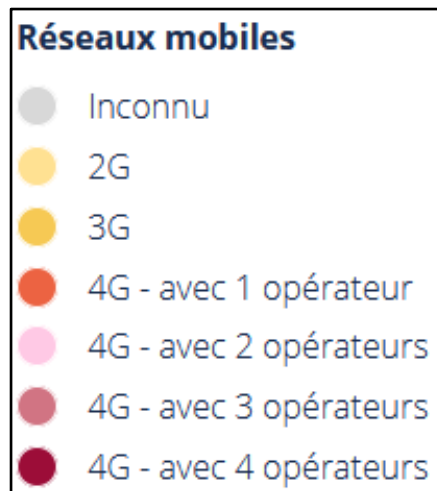 Réseaux mobiles
Inconnu
2G
3G
4G - avec 1 opérateur
4G - avec 2 opérateurs
4G - avec 3 opérateurs
4G - avec 4 opérateurs